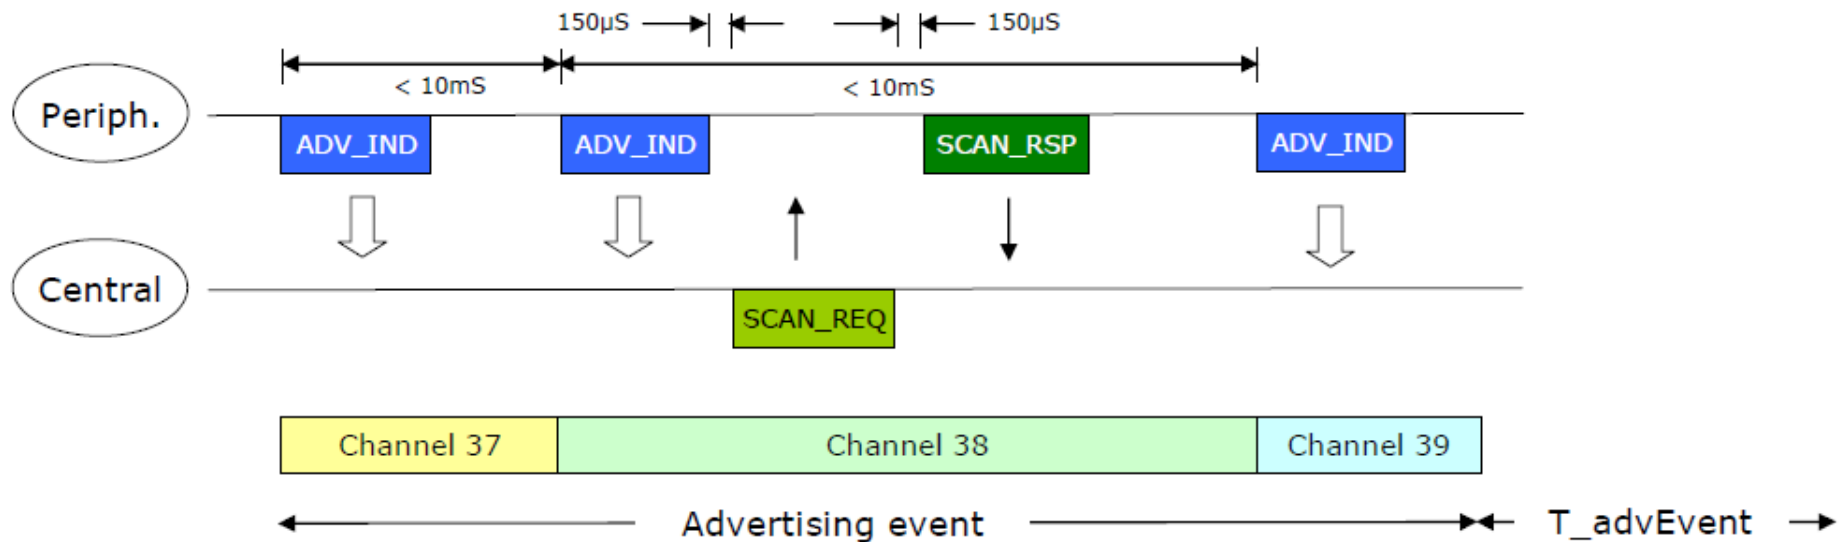 150µS 150µS
< 10mS < 10mS
Periph.
ADV_IND ADV_IND SCAN_RSP ADV_IND
Central
SCAN_REQ
Channel 37 Channel 38 Channel 39
Advertising event T_advEvent